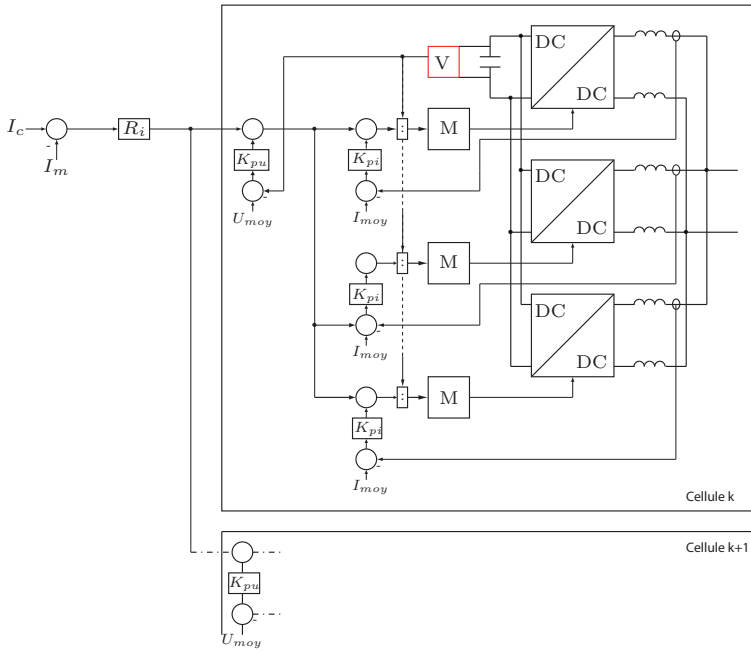 V
DC
DC
I_c
-
I_m
R_i
K_pu
-
U_moy
K_pi
-
I_moy
:
M
DC
DC
K_pi
-
I_moy
:
M
DC
DC
K_pi
-
I_moy
:
M
Cellule k
Cellule k+1
K_pu
-
U_moy